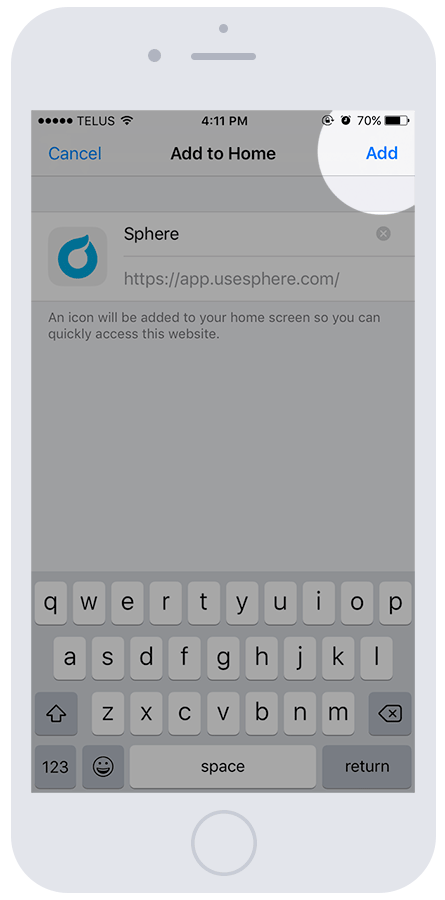 TELUS 4:11 PM 70%
Cancel Add to Home Add
Sphere
https://app.usesphere.com/
An icon will be added to your home screen so you can
quickly access this website.
q w e r t y u i o p
a s d f g h j k l
z x c v b n m
123 space return